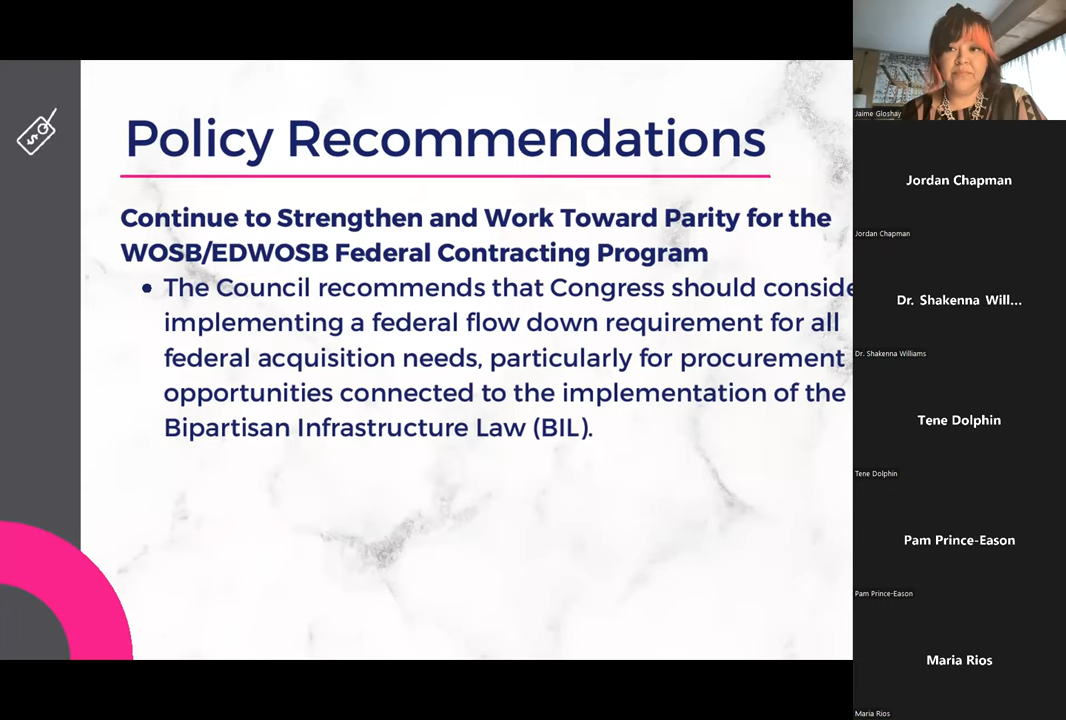 Policy Recommendations
Continue to Strengthen and Work Toward Parity for the
WOSB/EDWOSB Federal Contracting Program
• The Council recommends that Congress should conside
implementing a federal flow down requirement for all
federal acquisition needs, particularly for procurement
opportunities connected to the implementation of the
Bipartisan Infrastructure Law (BIL).
Jaime Gloshay
Jordan Chapman
Jordan Chapman
Dr. Shakenna Will...
Dr. Shakenna Williams
Tene Dolphin
Tene Dolphin
Pam Prince-Eason
Pam Prince-Eason
Maria Rios
Maria Rios